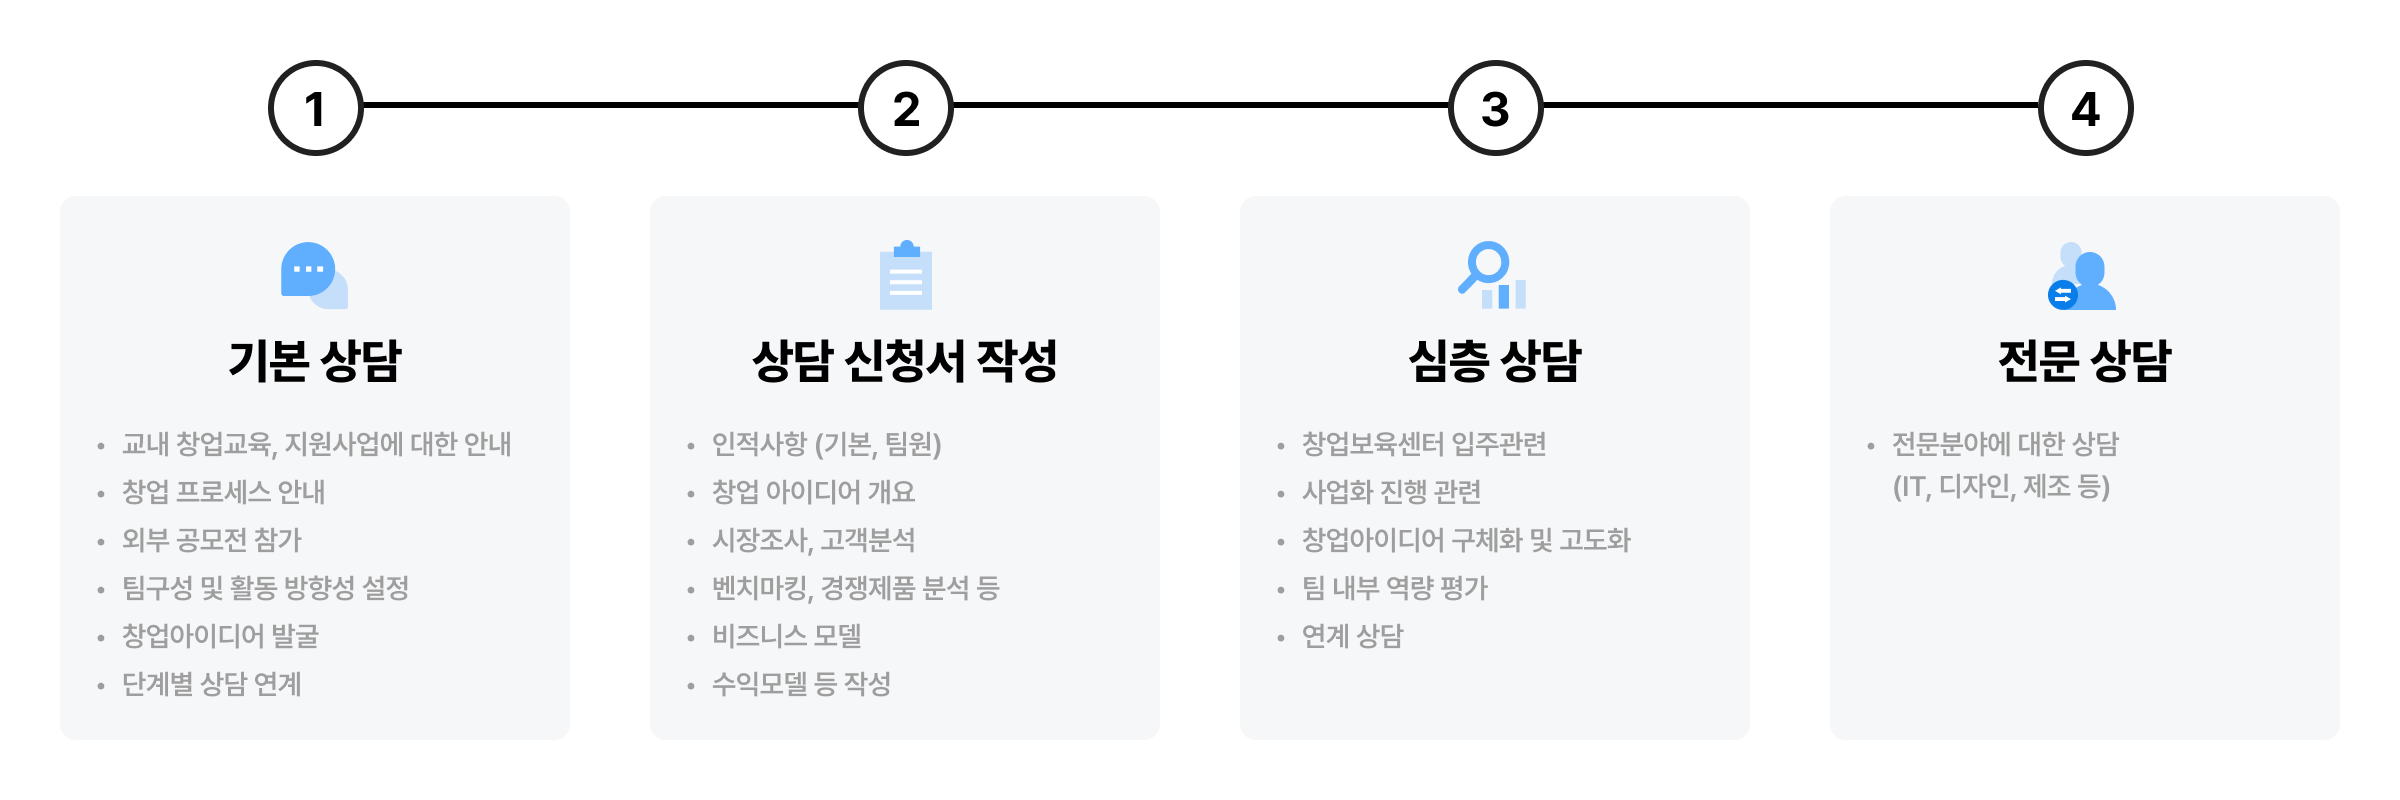 1
2
3
4
기본 상담
• 교내 창업교육, 지원사업에 대한 안내
• 창업 프로세스 안내
• 외부 공모전 참가
• 팀구성 및 활동 방향성 설정
• 창업아이디어 발굴
• 단계별 상담 연계
상담 신청서 작성
• 인적사항 (기본, 팀원)
• 창업 아이디어 개요
• 시장조사, 고객분석
• 벤치마킹, 경쟁제품 분석 등
• 비즈니스 모델
• 수익모델 등 작성
심층 상담
• 창업보육센터 입주관련
• 사업화 진행 관련
• 창업아이디어 구체화 및 고도화
• 팀 내부 역량 평가
• 연계 상담
전문 상담
• 전문분야에 대한 상담
(IT, 디자인, 제조 등)